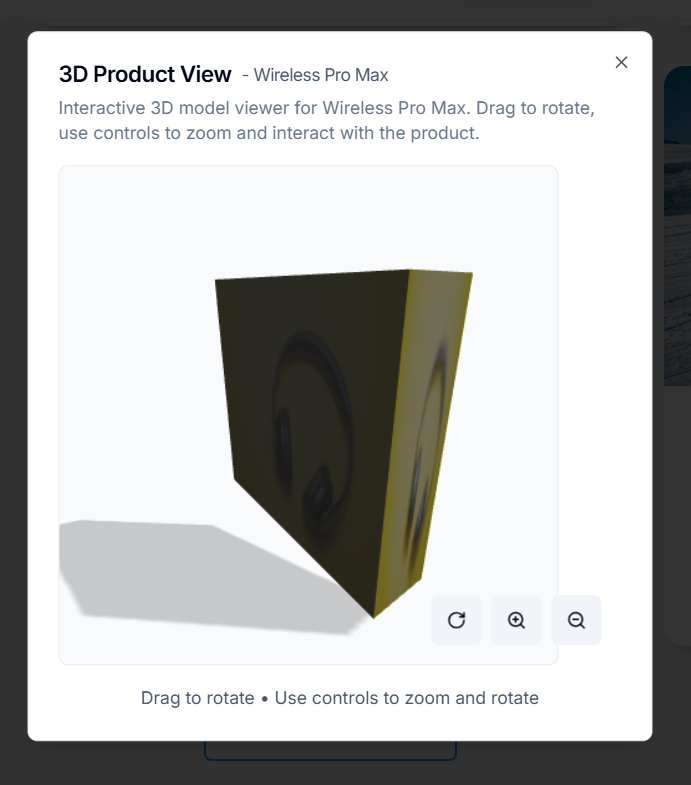 3D Product View - Wireless Pro Max
Interactive 3D model viewer for Wireless Pro Max. Drag to rotate,
use controls to zoom and interact with the product.
Drag to rotate • Use controls to zoom and rotate